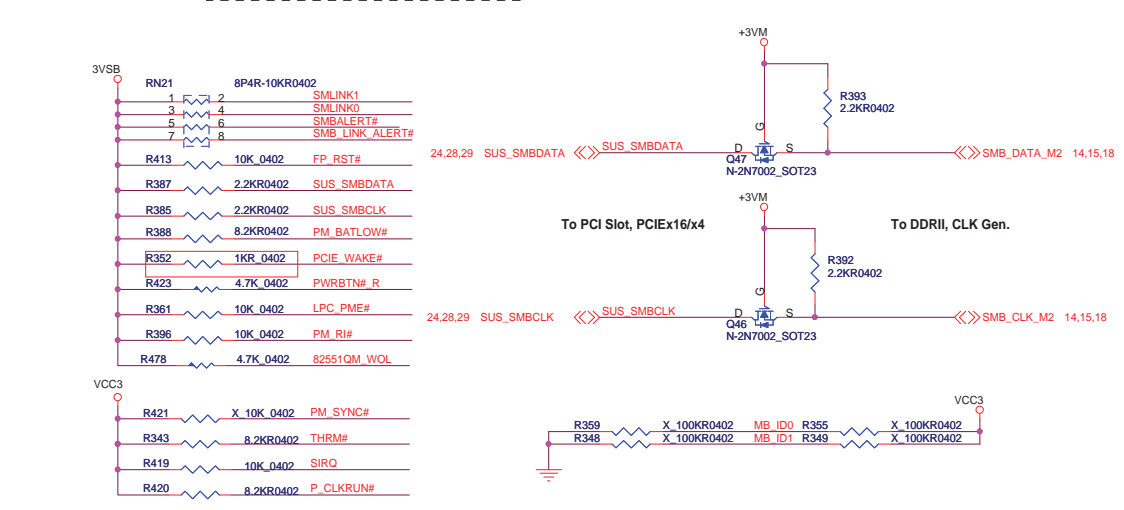 3VSB
RN21 8P4R-10KR0402
1 2 SMLINK1
3 4 SMLINK0
5 6 SMBALERT#
7 8 SMB_LINK_ALERT#
R413 10K_0402 FP_RST#
R387 2.2KR0402 SUS_SMBDATA
R385 2.2KR0402 SUS_SMBCLK
R388 8.2KR0402 PM_BATLOW#
R352 1KR_0402 PCIE_WAKE#
R423 4.7K_0402 PWRBTN#_R
R361 10K_0402 LPC_PME#
R396 10K_0402 PM_RI#
R478 4.7K_0402 82551QM_WOL
VCC3
R421 X_10K_0402 PM_SYNC#
R343 8.2KR0402 THRM#
R419 10K_0402 SIRQ
R420 8.2KR0402 P_CLKRUN#
+3VM
R393
2.2KR0402
G
24,28,29 SUS_SMBDATA SUS_SMBDATA D S SMB_DATA_M2 14,15,18
Q47
N-2N7002_SOT23
+3VM
To PCI Slot, PCIEx16/x4 To DDRII, CLK Gen.
R392
2.2KR0402
G
24,28,29 SUS_SMBCLK SUS_SMBCLK D S SMB_CLK_M2 14,15,18
Q46
N-2N7002_SOT23
VCC3
R359 X_100KR0402 MB_ID0 R355 X_100KR0402
R348 X_100KR0402 MB_ID1 R349 X_100KR0402